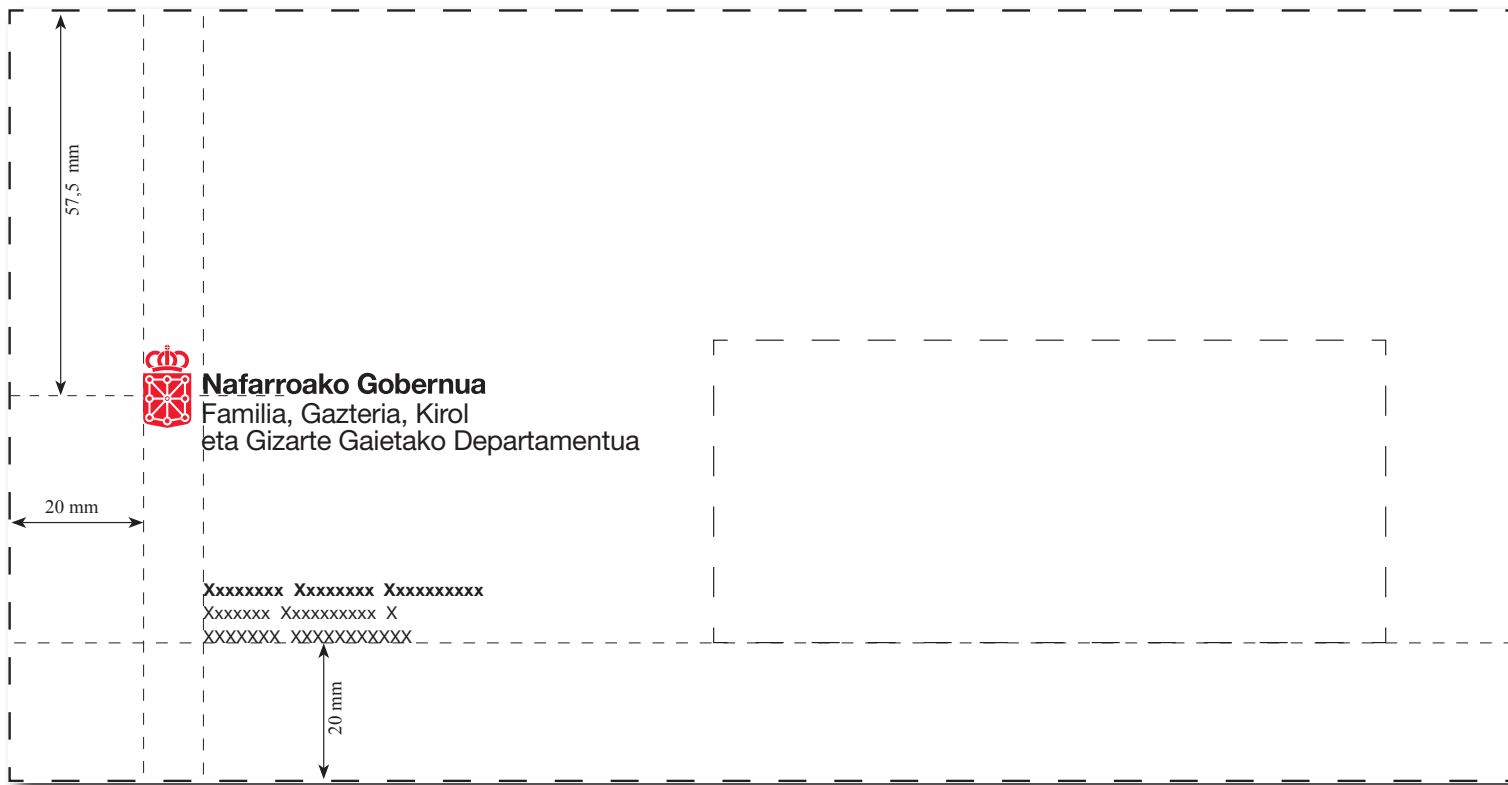 57,5 mm
Nafarroako Gobernua
Familia, Gazteria, Kirol
eta Gizarte Gaietako Departamentua
20 mm
Xxxxxxxx Xxxxxxxx Xxxxxxxxxx
Xxxxxxx Xxxxxxxxxx X
XXXXXXX XXXXXXXXXXX
20 mm